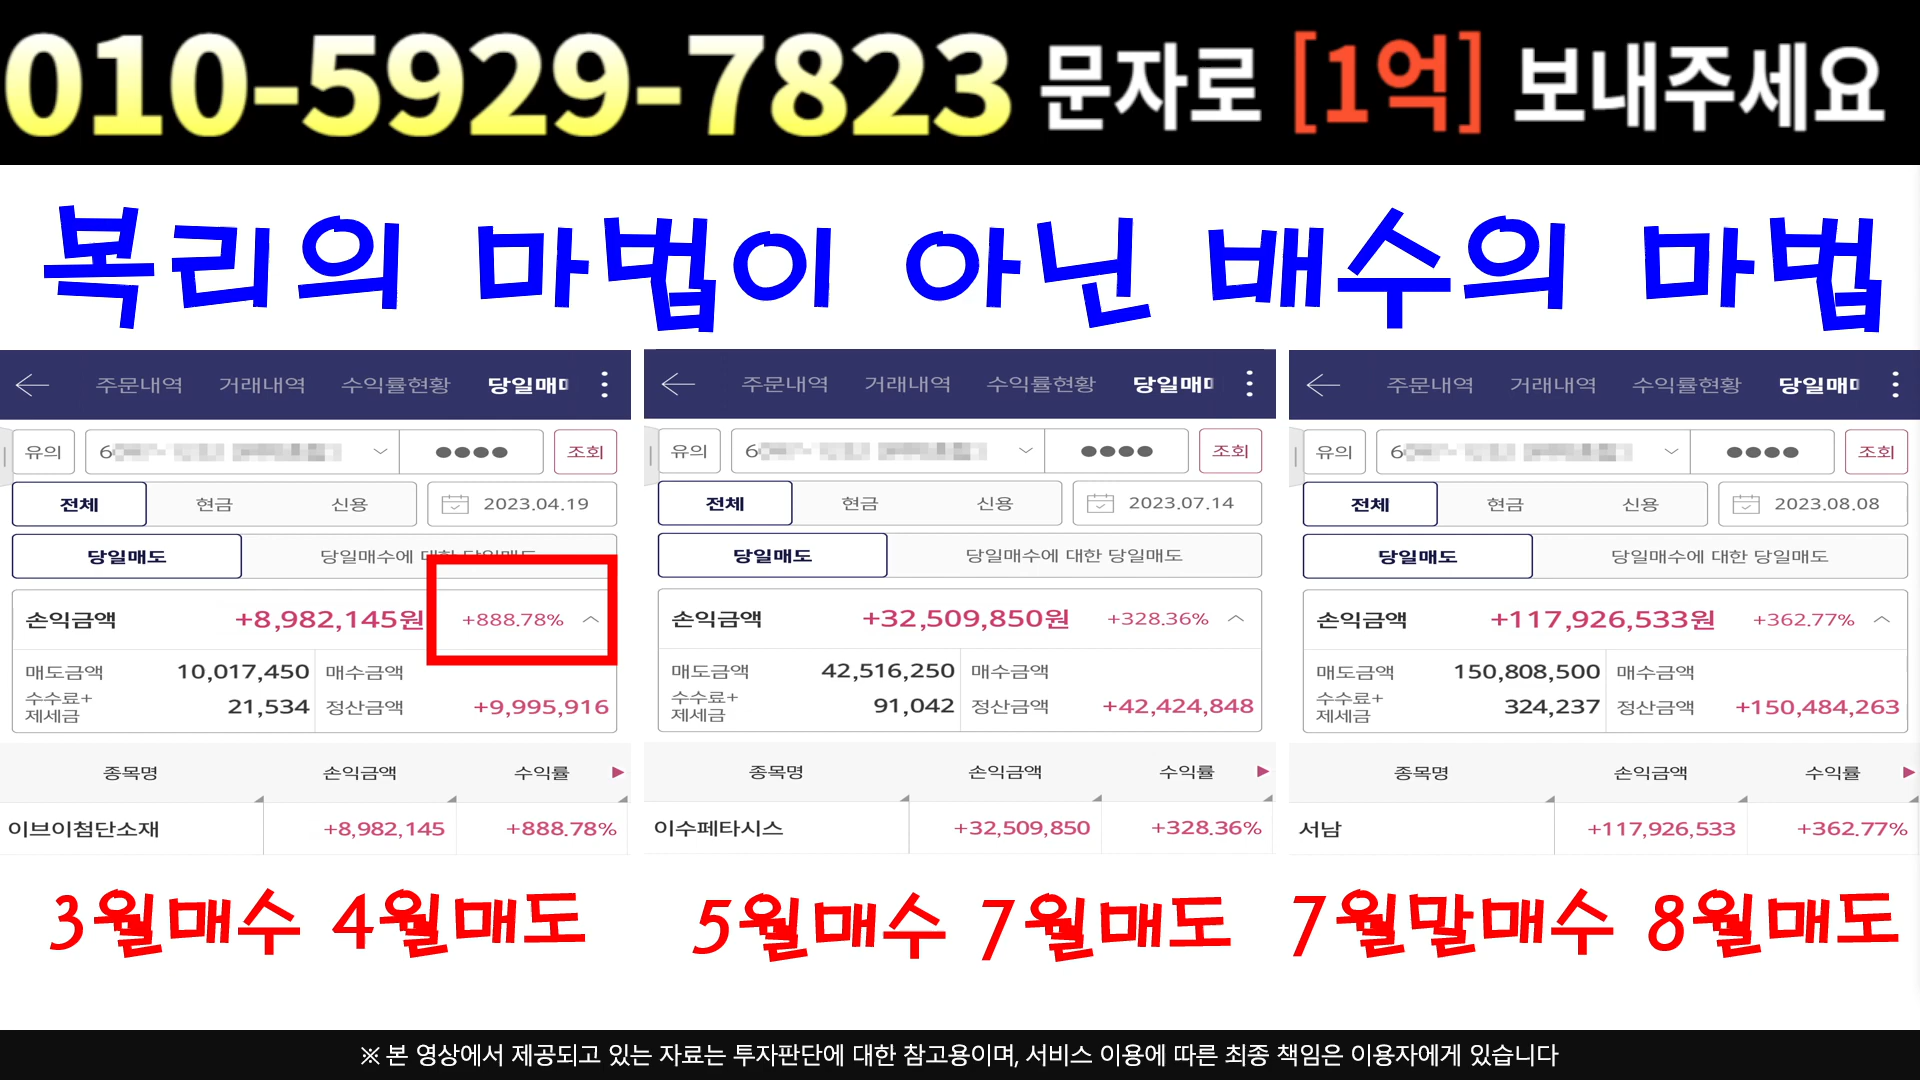 010-5929-7823 문자로 [1억] 보내주세요
복리의 마법이 아닌 배수의 마법
주문내역 거래내역 수익률현황 당일매
유의 6 ●●●● 조회
전체 현금 신용 2023.04.19
당일매도 당일매수에 대한 당일매도
손익금액 +8,982,145원 +888.78%
매도금액 10,017,450 매수금액
수수료+
제세금 21,534 정산금액 +9,995,916
종목명 손익금액 수익률
이브이첨단소재 +8,982,145 +888.78%
3월매수 4월매도
주문내역 거래내역 수익률현황 당일매
유의 6 ●●●● 조회
전체 현금 신용 2023.07.14
당일매도 당일매수에 대한 당일매도
손익금액 +32,509,850원 +328.36%
매도금액 42,516,250 매수금액
수수료+
제세금 91,042 정산금액 +42,424,848
종목명 손익금액 수익률
이수페타시스 +32,509,850 +328.36%
5월매수 7월매도
주문내역 거래내역 수익률현황 당일매
유의 6 ●●●● 조회
전체 현금 신용 2023.08.08
당일매도 당일매수에 대한 당일매도
손익금액 +117,926,533원 +362.77%
매도금액 150,808,500 매수금액
수수료+
제세금 324,237 정산금액 +150,484,263
종목명 손익금액 수익률
서남 +117,926,533 +362.77%
7월말매수 8월매도
※ 본 영상에서 제공되고 있는 자료는 투자판단에 대한 참고용이며, 서비스 이용에 따른 최종 책임은 이용자에게 있습니다